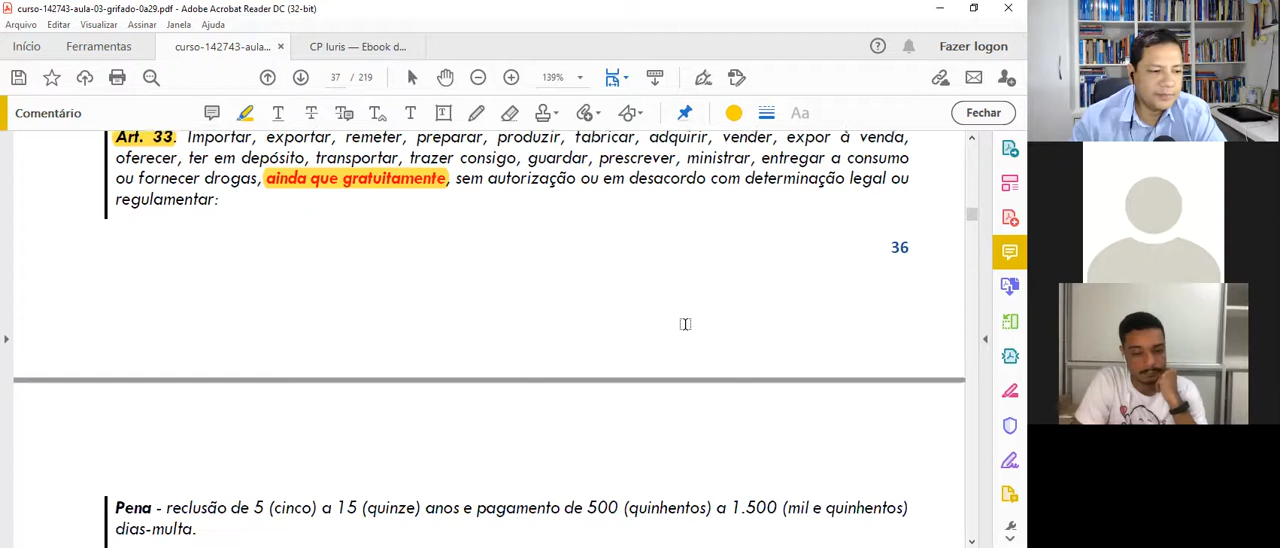 curso-142743-aula-03-grifado-0a29.pdf - Adobe Acrobat Reader DC (32-bit)
Arquivo Editar Visualizar Assinar Janela Ajuda
Início Ferramentas curso-142743-aula... × CP Iuris — Ebook d... Fazer logon
37 / 219 139%
Comentário Aa Fechar
Art. 33. Importar, exportar, remeter, preparar, produzir, fabricar, adquirir, vender, expor à venda,
oferecer, ter em depósito, transportar, trazer consigo, guardar, prescrever, ministrar, entregar a consumo
ou fornecer drogas, ainda que gratuitamente, sem autorização ou em desacordo com determinação legal ou
regulamentar:
36
Pena - reclusão de 5 (cinco) a 15 (quinze) anos e pagamento de 500 (quinhentos) a 1.500 (mil e quinhentos)
dias-multa.